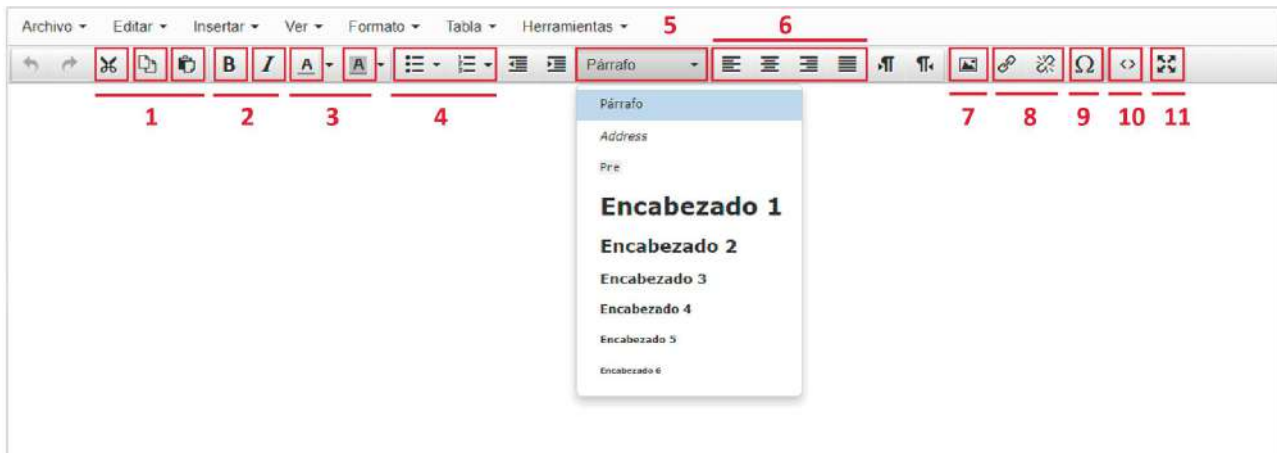 Archivo Editar Insertar Ver Formato Tabla Herramientas 5 6
B I A A Párrafo Ω <>
1 2 3 4 7 8 9 10 11
Párrafo
Address
Pre
Encabezado 1
Encabezado 2
Encabezado 3
Encabezado 4
Encabezado 5
Encabezado 6